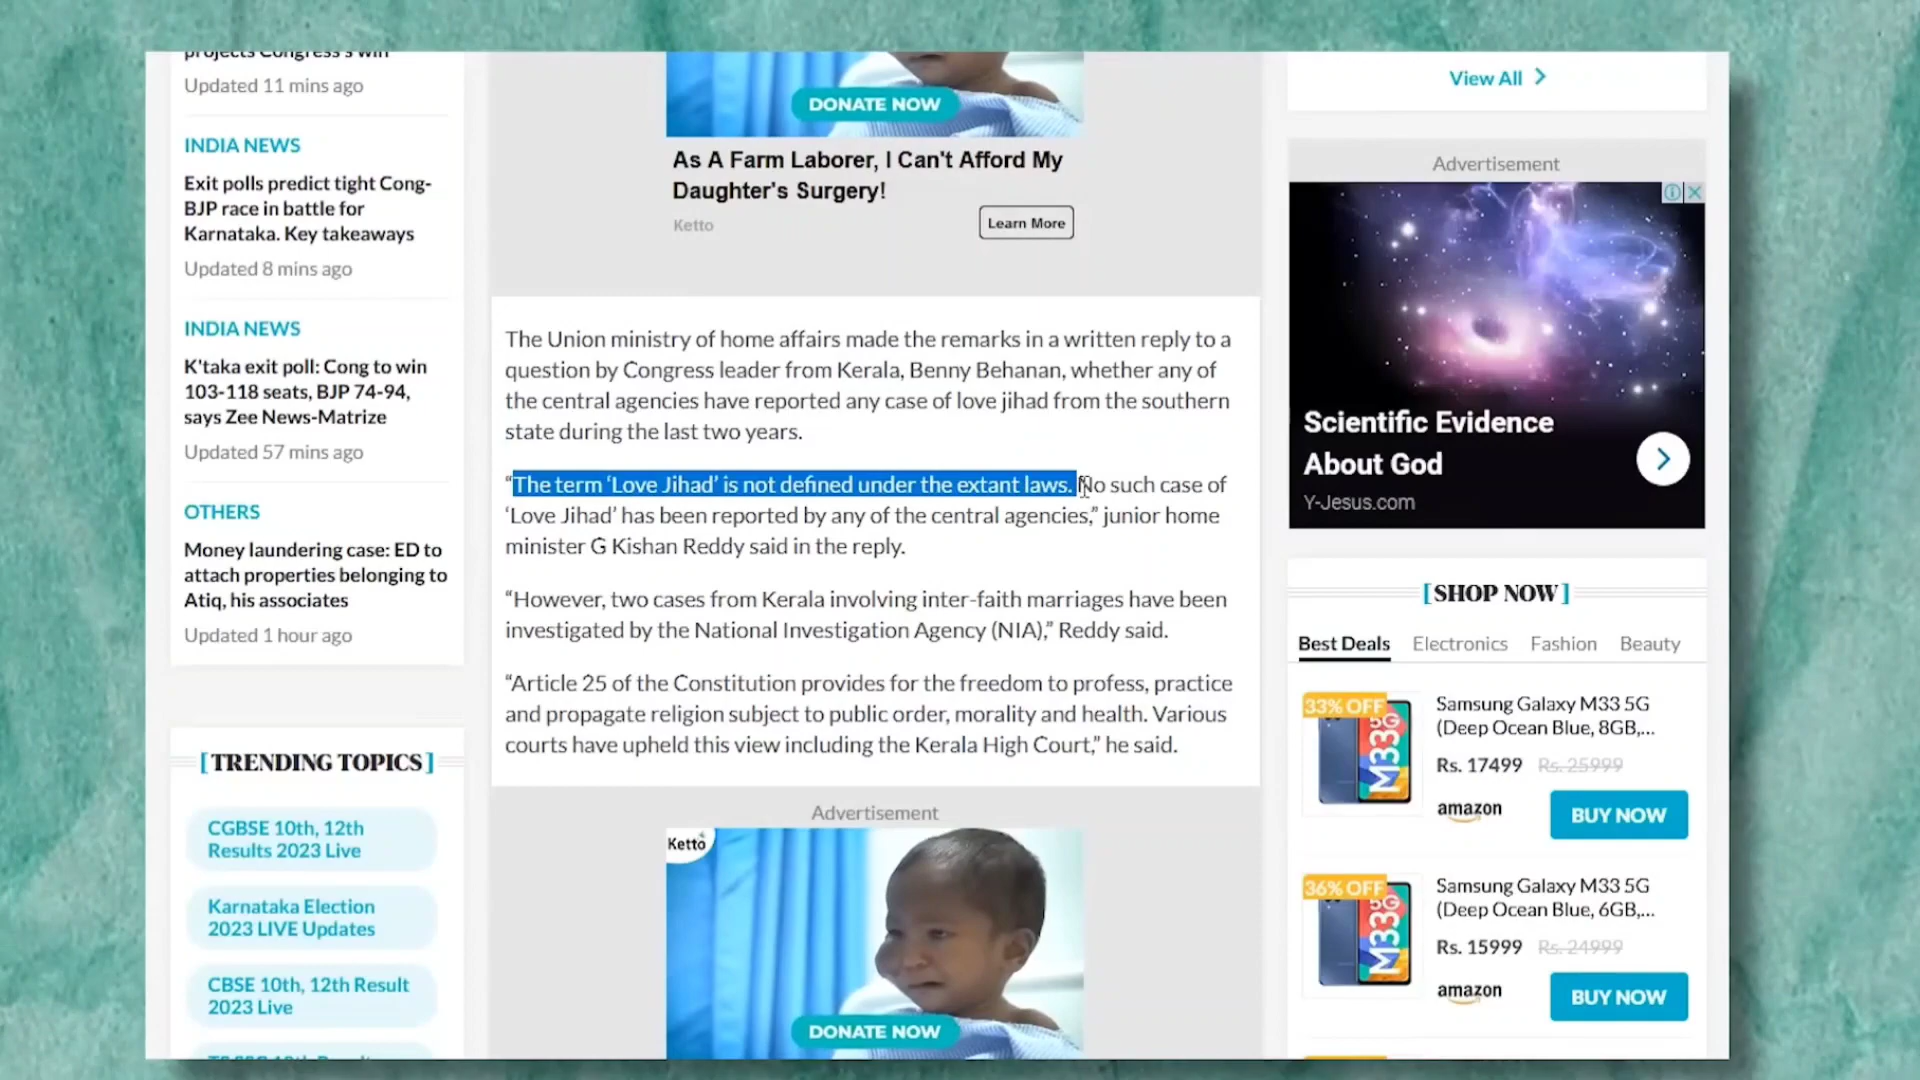 projects Congress's win
Updated 11 mins ago
INDIA NEWS
Exit polls predict tight Cong-
BJP race in battle for
Karnataka. Key takeaways
Updated 8 mins ago
INDIA NEWS
K'taka exit poll: Cong to win
103-118 seats, BJP 74-94,
says Zee News-Matrize
Updated 57 mins ago
OTHERS
Money laundering case: ED to
attach properties belonging to
Atiq, his associates
Updated 1 hour ago
[TRENDING TOPICS]
CGBSE 10th, 12th
Results 2023 Live
Karnataka Election
2023 LIVE Updates
CBSE 10th, 12th Result
2023 Live
DONATE NOW
As A Farm Laborer, I Can't Afford My
Daughter's Surgery!
Ketto
Learn More
The Union ministry of home affairs made the remarks in a written reply to a
question by Congress leader from Kerala, Benny Behanan, whether any of
the central agencies have reported any case of love jihad from the southern
state during the last two years.
“The term ‘Love Jihad’ is not defined under the extant laws. No such case of
‘Love Jihad’ has been reported by any of the central agencies,” junior home
minister G Kishan Reddy said in the reply.
“However, two cases from Kerala involving inter-faith marriages have been
investigated by the National Investigation Agency (NIA),” Reddy said.
“Article 25 of the Constitution provides for the freedom to profess, practice
and propagate religion subject to public order, morality and health. Various
courts have upheld this view including the Kerala High Court,” he said.
Advertisement
Ketto
DONATE NOW
View All
Advertisement
Scientific Evidence
About God
Y-Jesus.com
[SHOP NOW]
Best Deals Electronics Fashion Beauty
33% OFF
M33 5G
Samsung Galaxy M33 5G
(Deep Ocean Blue, 8GB,...
Rs. 17499 Rs. 25999
amazon
BUY NOW
36% OFF
M33 5G
Samsung Galaxy M33 5G
(Deep Ocean Blue, 6GB,...
Rs. 15999 Rs. 24999
amazon
BUY NOW